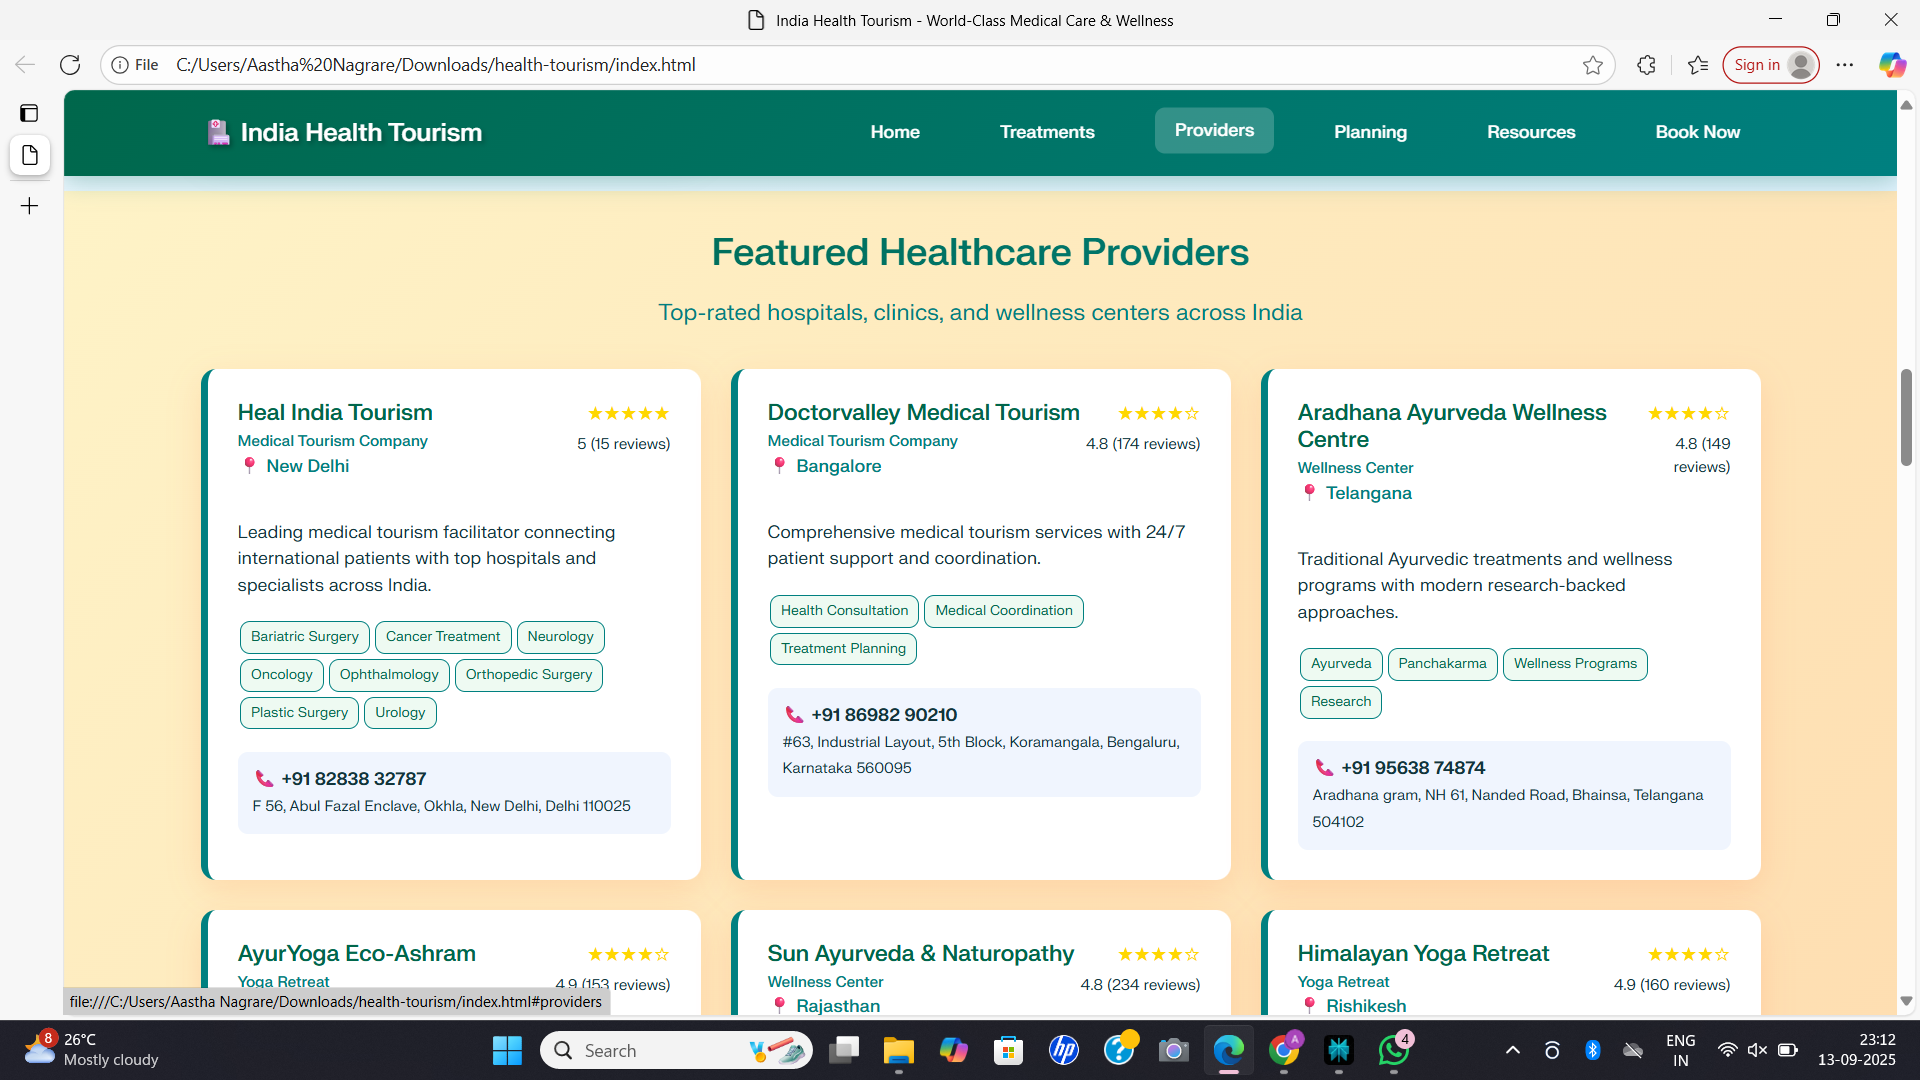 India Health Tourism - World-Class Medical Care & Wellness
File
C:/Users/Aastha%20Nagrare/Downloads/health-tourism/index.html
Sign in
India Health Tourism
Home
Treatments
Providers
Planning
Resources
Book Now
Featured Healthcare Providers
Top-rated hospitals, clinics, and wellness centers across India
Heal India Tourism
Medical Tourism Company
New Delhi
★★★★★
5 (15 reviews)
Leading medical tourism facilitator connecting
international patients with top hospitals and
specialists across India.
Bariatric Surgery
Cancer Treatment
Neurology
Oncology
Ophthalmology
Orthopedic Surgery
Plastic Surgery
Urology
+91 82838 32787
F 56, Abul Fazal Enclave, Okhla, New Delhi, Delhi 110025
Doctorvalley Medical Tourism
Medical Tourism Company
Bangalore
★★★★☆
4.8 (174 reviews)
Comprehensive medical tourism services with 24/7
patient support and coordination.
Health Consultation
Medical Coordination
Treatment Planning
+91 86982 90210
#63, Industrial Layout, 5th Block, Koramangala, Bengaluru,
Karnataka 560095
Aradhana Ayurveda Wellness
Centre
Wellness Center
Telangana
★★★★☆
4.8 (149
reviews)
Traditional Ayurvedic treatments and wellness
programs with modern research-backed
approaches.
Ayurveda
Panchakarma
Wellness Programs
Research
+91 95638 74874
Aradhana gram, NH 61, Nanded Road, Bhainsa, Telangana
504102
AyurYoga Eco-Ashram
Yoga Retreat
★★★★☆
4.9 (153 reviews)
Sun Ayurveda & Naturopathy
Wellness Center
Rajasthan
★★★★☆
4.8 (234 reviews)
Himalayan Yoga Retreat
Yoga Retreat
Rishikesh
★★★★☆
4.9 (160 reviews)
file:///C:/Users/Aastha Nagrare/Downloads/health-tourism/index.html#providers
8
26°C
Mostly cloudy
Search
hp
?
A
4
ENG
IN
23:12
13-09-2025